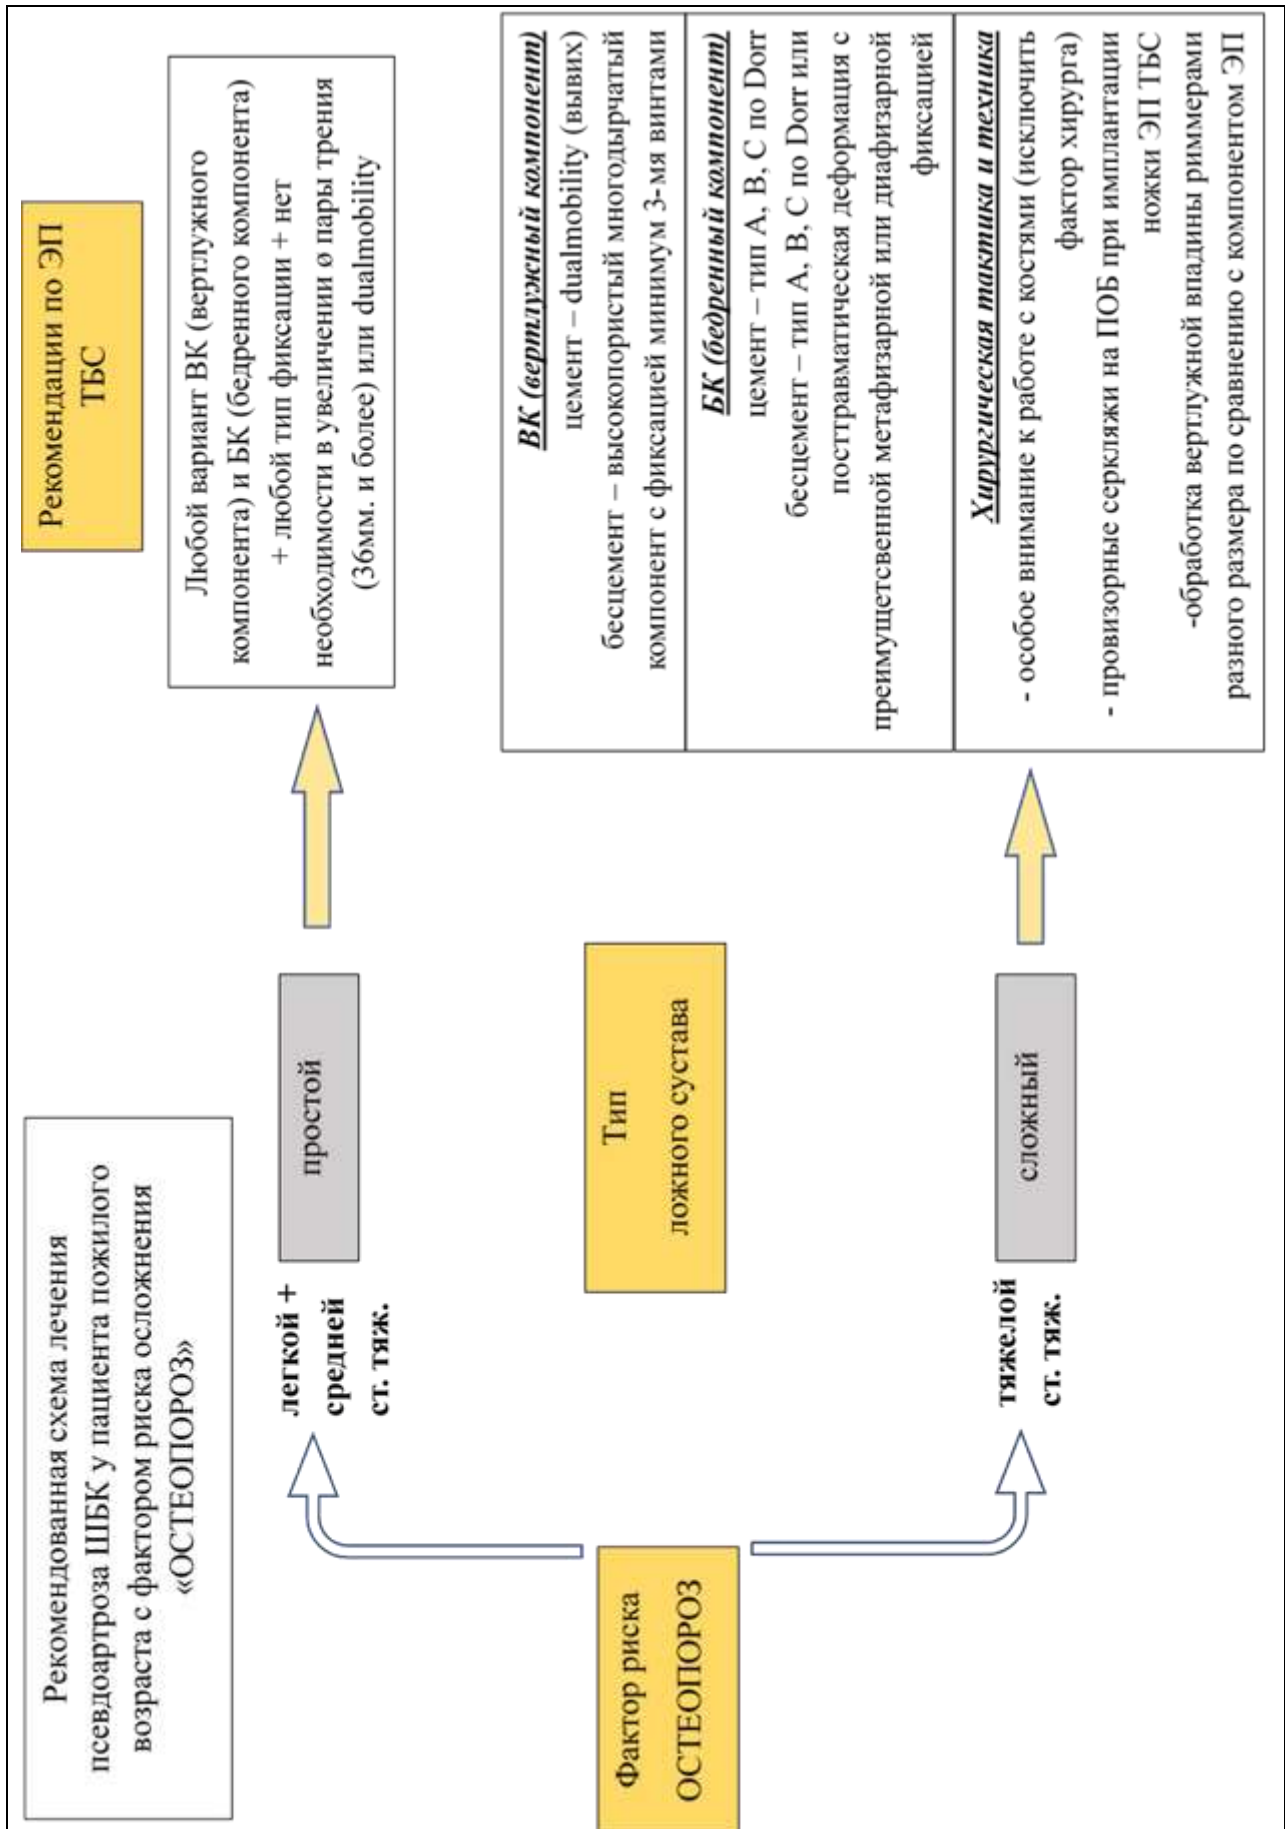 Рекомендованная схема лечения
псевдоартроза ШБК у пациента пожилого
возраста с фактором риска осложнения
«ОСТЕОПОРОЗ»
Рекомендации по ЭП
ТБС
Фактор риска
ОСТЕОПОРОЗ
легкой +
средней
ст. тяж.
простой
Любой вариант ВК (вертлужного
компонента) и БК (бедренного компонента)
+ любой тип фиксации + нет
необходимости в увеличении ø пары трения
(36мм. и более) или dualmobility
Тип
ложного сустава
тяжелой
ст. тяж.
сложный
ВК (вертлужный компонент)
цемент – dualmobility (вывих)
бесцемент – высокопористый многодырчатый
компонент с фиксацией минимум 3-мя винтами
БК (бедренный компонент)
цемент – тип А, В, С по Dorr
бесцемент – тип А, В, С по Dorr или
посттравматическая деформация с
преимущетсвенной метафизарной или диафизарной
фиксацией
Хирургическая тактика и техника
- особое внимание к работе с костями (исключить
фактор хирурга)
- провизорные серкляжи на ПОБ при имплантации
ножки ЭП ТБС
-обработка вертлужной впадины риммерами
разного размера по сравнению с компонентом ЭП